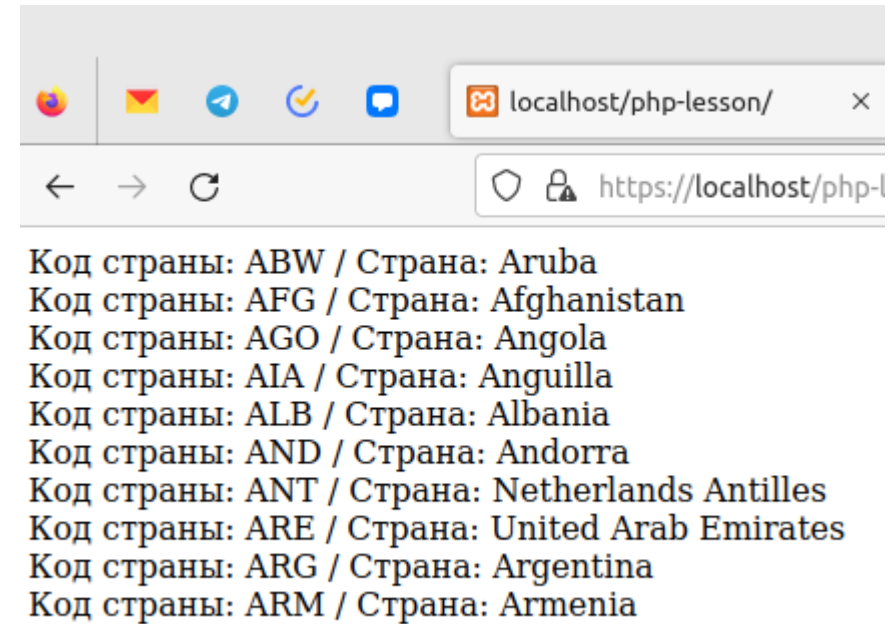 localhost/php-lesson/
https://localhost/php-l
Код страны: ABW / Страна: Aruba
Код страны: AFG / Страна: Afghanistan
Код страны: AGO / Страна: Angola
Код страны: AIA / Страна: Anguilla
Код страны: ALB / Страна: Albania
Код страны: AND / Страна: Andorra
Код страны: ANT / Страна: Netherlands Antilles
Код страны: ARE / Страна: United Arab Emirates
Код страны: ARG / Страна: Argentina
Код страны: ARM / Страна: Armenia